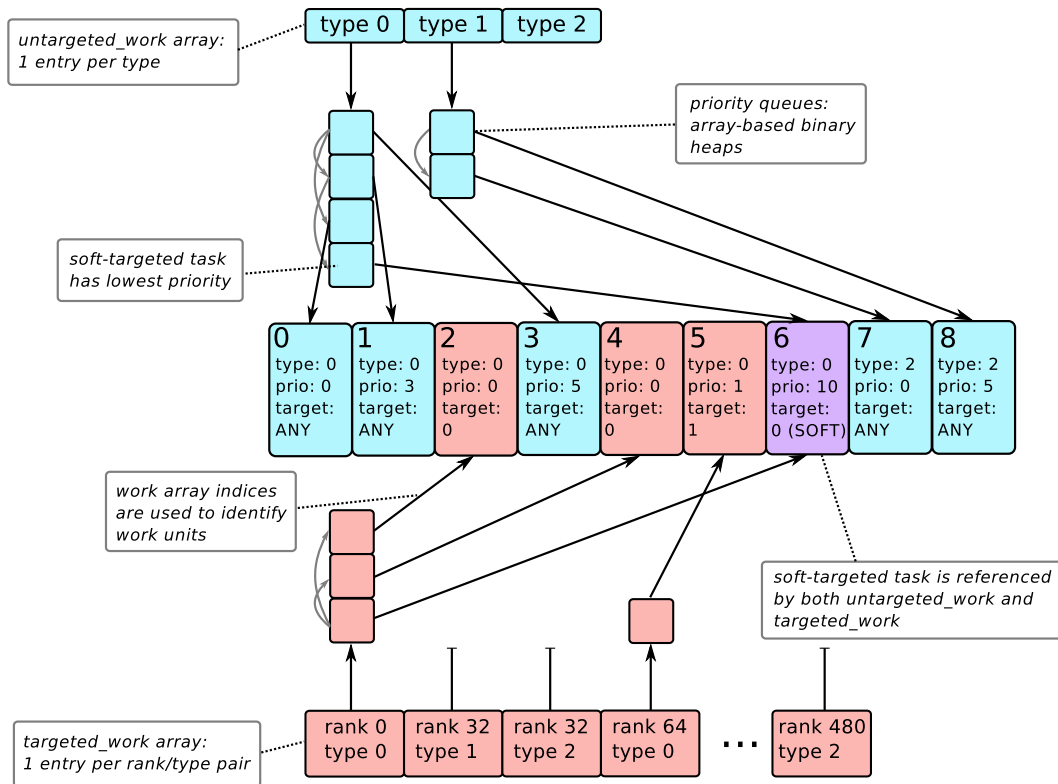 untargeted_work array:
1 entry per type
type 0
type 1
type 2
priority queues:
array-based binary
heaps
soft-targeted task
has lowest priority
0
type: 0
prio: 0
target:
ANY
1
type: 0
prio: 3
target:
ANY
2
type: 0
prio: 0
target:
0
3
type: 0
prio: 5
target:
ANY
4
type: 0
prio: 0
target:
0
5
type: 0
prio: 1
target:
1
6
type: 0
prio: 10
target:
0 (SOFT)
7
type: 2
prio: 0
target:
ANY
8
type: 2
prio: 5
target:
ANY
work array indices
are used to identify
work units
soft-targeted task is referenced
by both untargeted_work and
targeted_work
targeted_work array:
1 entry per rank/type pair
rank 0
type 0
rank 32
type 1
rank 32
type 2
rank 64
type 0
...
rank 480
type 2